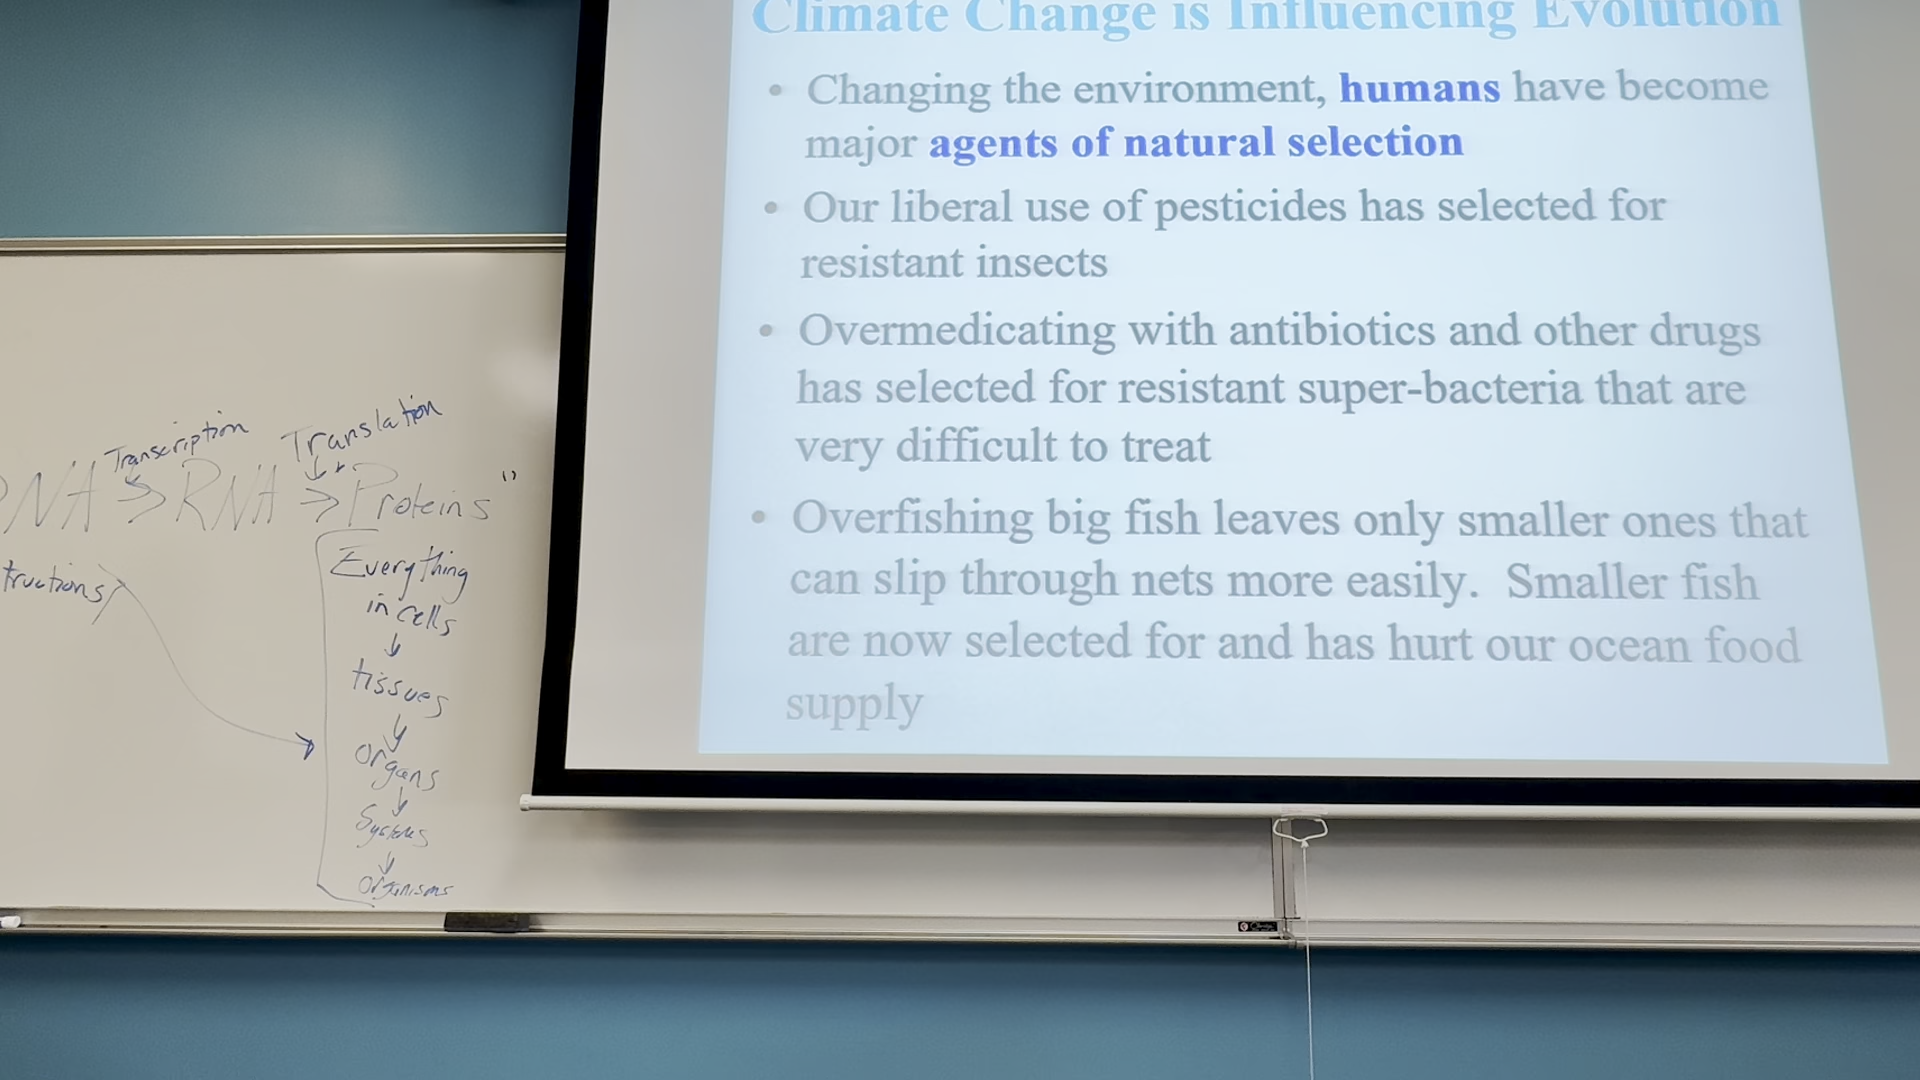 Climate Change is Influencing Evolution
• Changing the environment, humans have become
major agents of natural selection
• Our liberal use of pesticides has selected for
resistant insects
• Overmedicating with antibiotics and other drugs
has selected for resistant super-bacteria that are
very difficult to treat
• Overfishing big fish leaves only smaller ones that
can slip through nets more easily. Smaller fish
are now selected for and has hurt our ocean food
supply
Transcription Translation
DNA → RNA → Proteins"
tructions)
Everything
in cells
↓
tissues
↓
organs
↓
Systems
↓
organisms